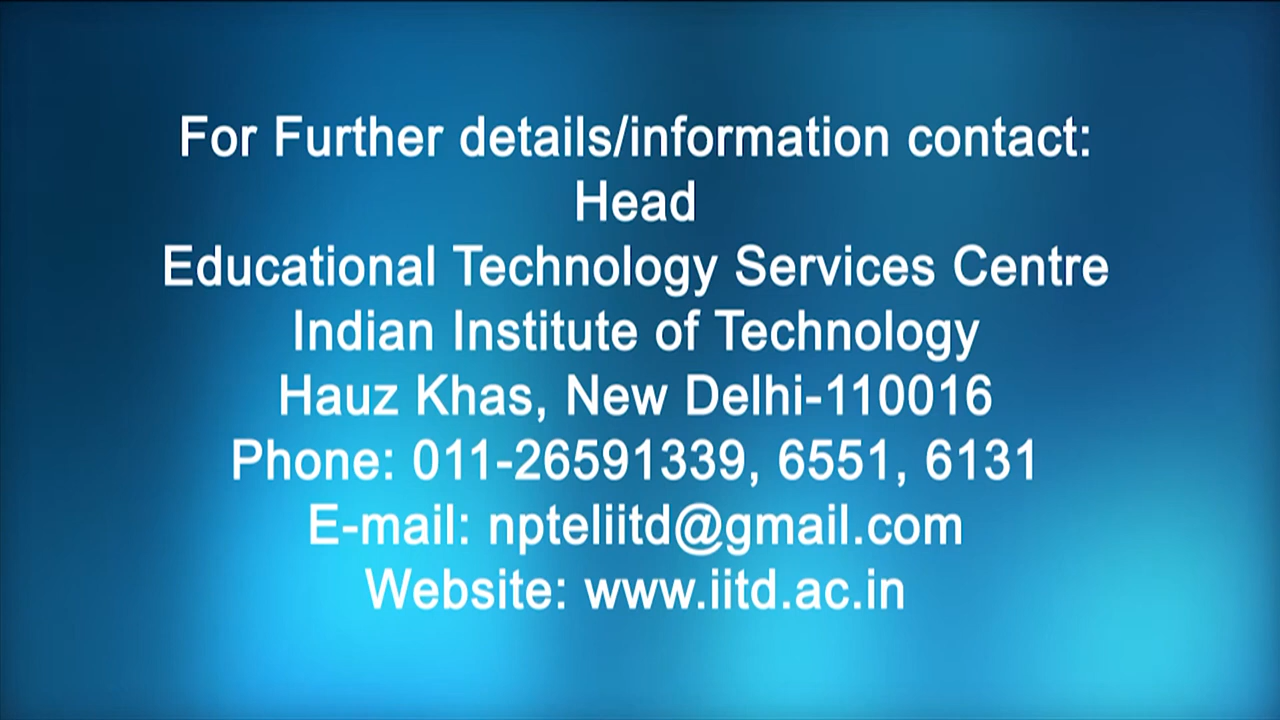 For Further details/information contact:
Head
Educational Technology Services Centre
Indian Institute of Technology
Hauz Khas, New Delhi-110016
Phone: 011-26591339, 6551, 6131
E-mail: npteliitd@gmail.com
Website: www.iitd.ac.in